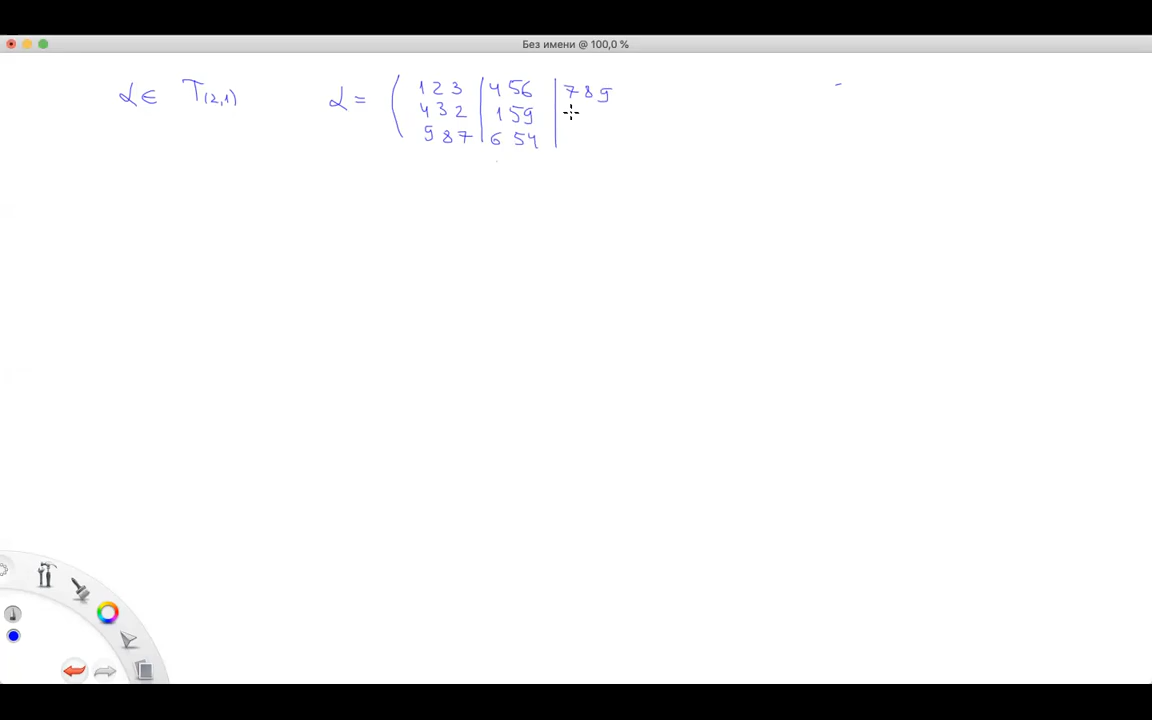 Без имени @ 100,0 %
α ∈ T(2,1) α = ( 1 2 3 | 4 5 6 | 7 8 9
4 3 2 | 1 5 9 |
9 8 7 | 6 5 4 |